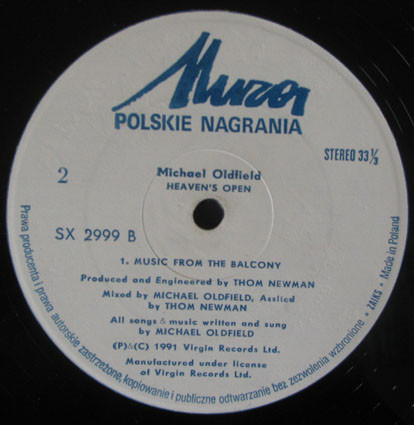 Muza
POLSKIE NAGRANIA
STEREO 33 1/3
2
Michael Oldfield
HEAVEN'S OPEN
SX 2999 B
1. MUSIC FROM THE BALCONY
Produced and Engineered by THOM NEWMAN
Mixed by MICHAEL OLDFIELD, Assficd
by THOM NEWMAN
All songs & music written and sung
by MICHAEL OLDFIELD
(P)&(C) 1991 Virgin Records Ltd.
Manufactured under license
of Virgin Records Ltd.
Prawa producenta i prawa autorskie zastrzeżone, kopiowanie i publiczne odtwarzanie bez zezwolenia wzbronione • ZAIKS • Made in Poland